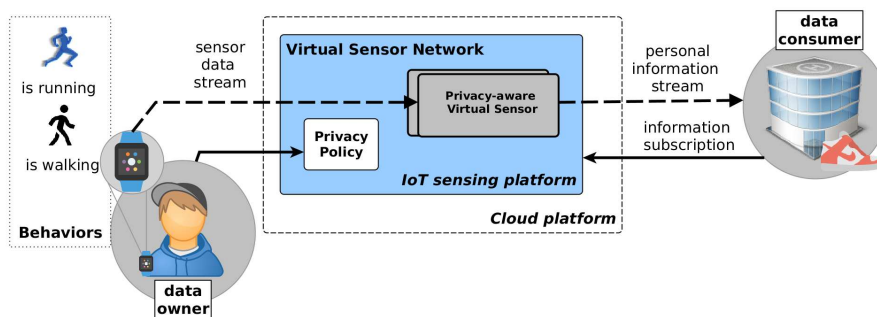 is running
is walking
Behaviors
data
owner
sensor
data
stream
Virtual Sensor Network
Privacy-aware
Virtual Sensor
Privacy
Policy
IoT sensing platform
Cloud platform
personal
information
stream
information
subscription
data
consumer